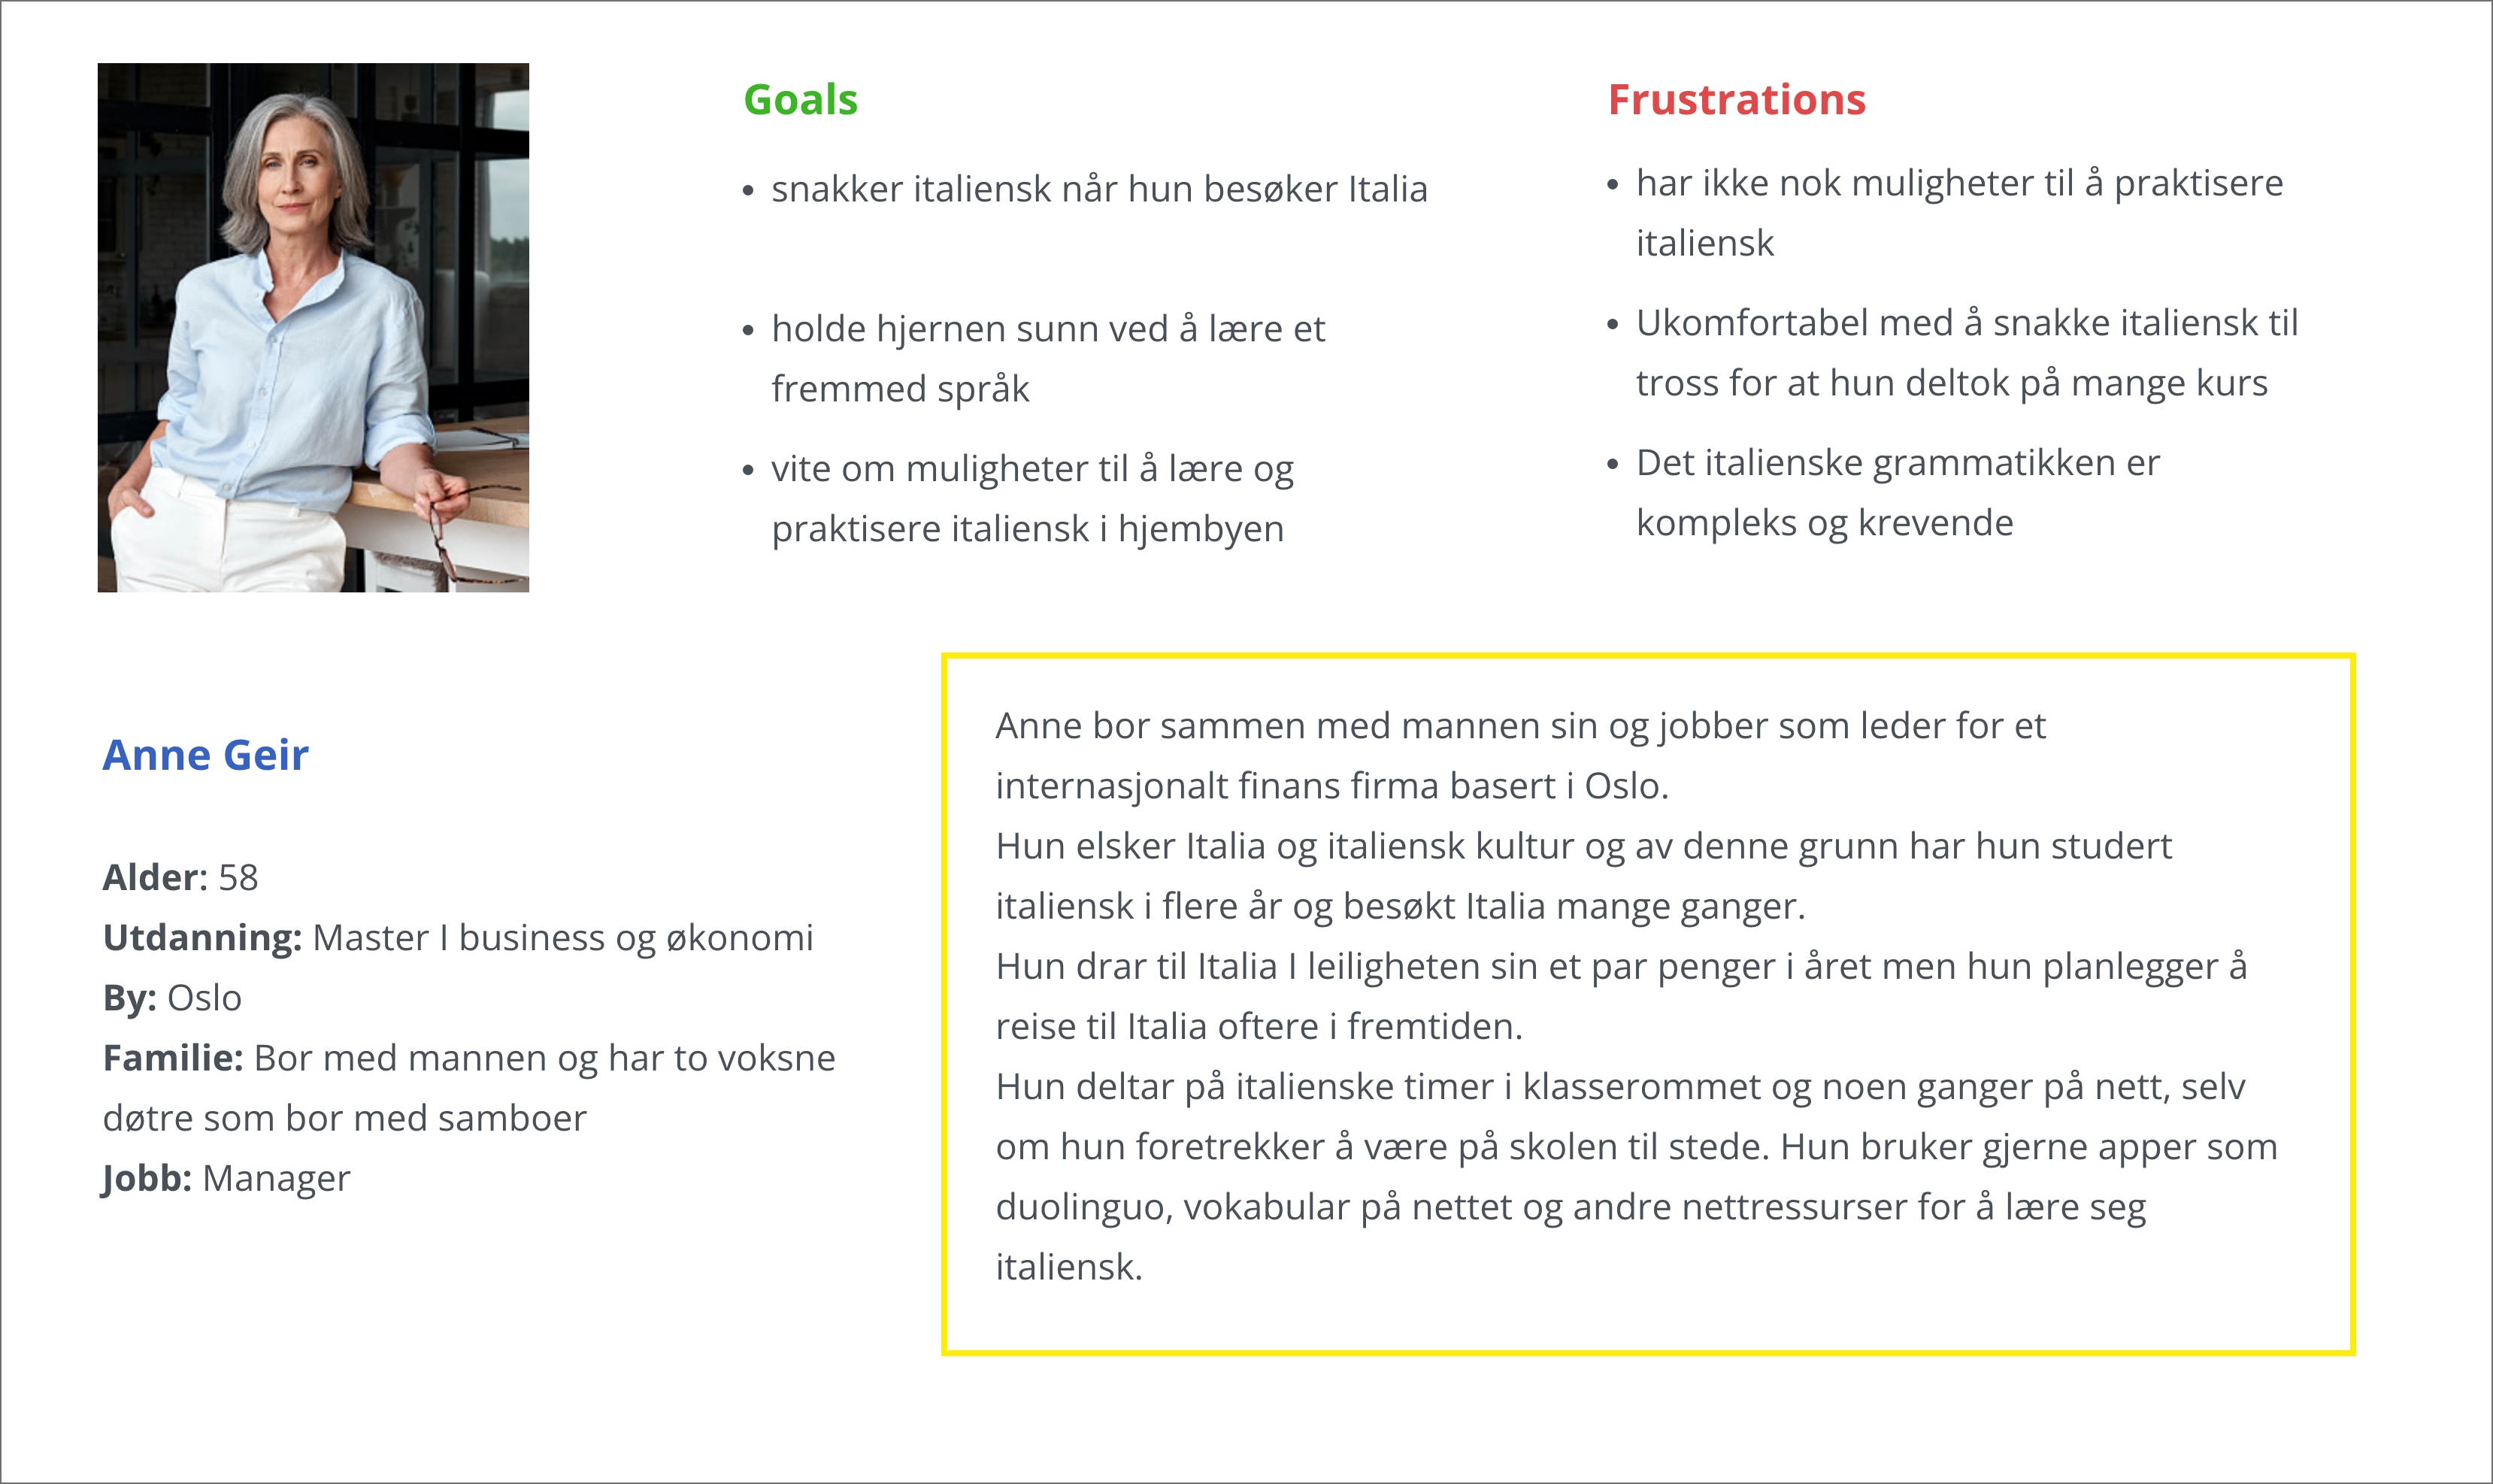 Goals
• snakker italiensk når hun besøker Italia
• holde hjernen sunn ved å lære et
fremmed språk
• vite om muligheter til å lære og
praktisere italiensk i hjembyen
Frustrations
• har ikke nok muligheter til å praktisere
italiensk
• Ukomfortabel med å snakke italiensk til
tross for at hun deltok på mange kurs
• Det italienske grammatikken er
kompleks og krevende
Anne Geir
Alder: 58
Utdanning: Master I business og økonomi
By: Oslo
Familie: Bor med mannen og har to voksne
døtre som bor med samboer
Jobb: Manager
Anne bor sammen med mannen sin og jobber som leder for et
internasjonalt finans firma basert i Oslo.
Hun elsker Italia og italiensk kultur og av denne grunn har hun studert
italiensk i flere år og besøkt Italia mange ganger.
Hun drar til Italia I leiligheten sin et par penger i året men hun planlegger å
reise til Italia oftere i fremtiden.
Hun deltar på italienske timer i klasserommet og noen ganger på nett, selv
om hun foretrekker å være på skolen til stede. Hun bruker gjerne apper som
duolinguo, vokabular på nettet og andre nettressurser for å lære seg
italiensk.